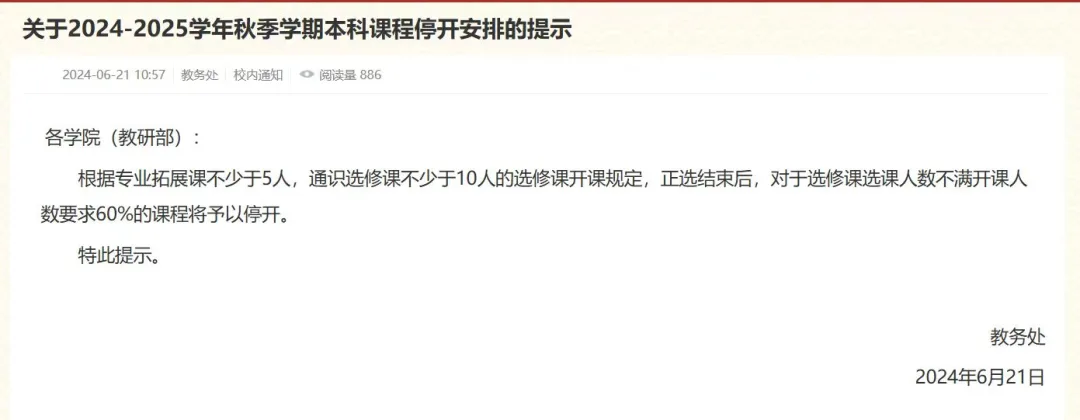 关于2024-2025学年秋季学期本科课程停开安排的提示
2024-06-21 10:57 教务处 校内通知 阅读量 886
各学院（教研部）：
根据专业拓展课不少于5人，通识选修课不少于10人的选修课开课规定，正选结束后，对于选修课选课人数不满开课人
数要求60%的课程将予以停开。
特此提示。
教务处
2024年6月21日